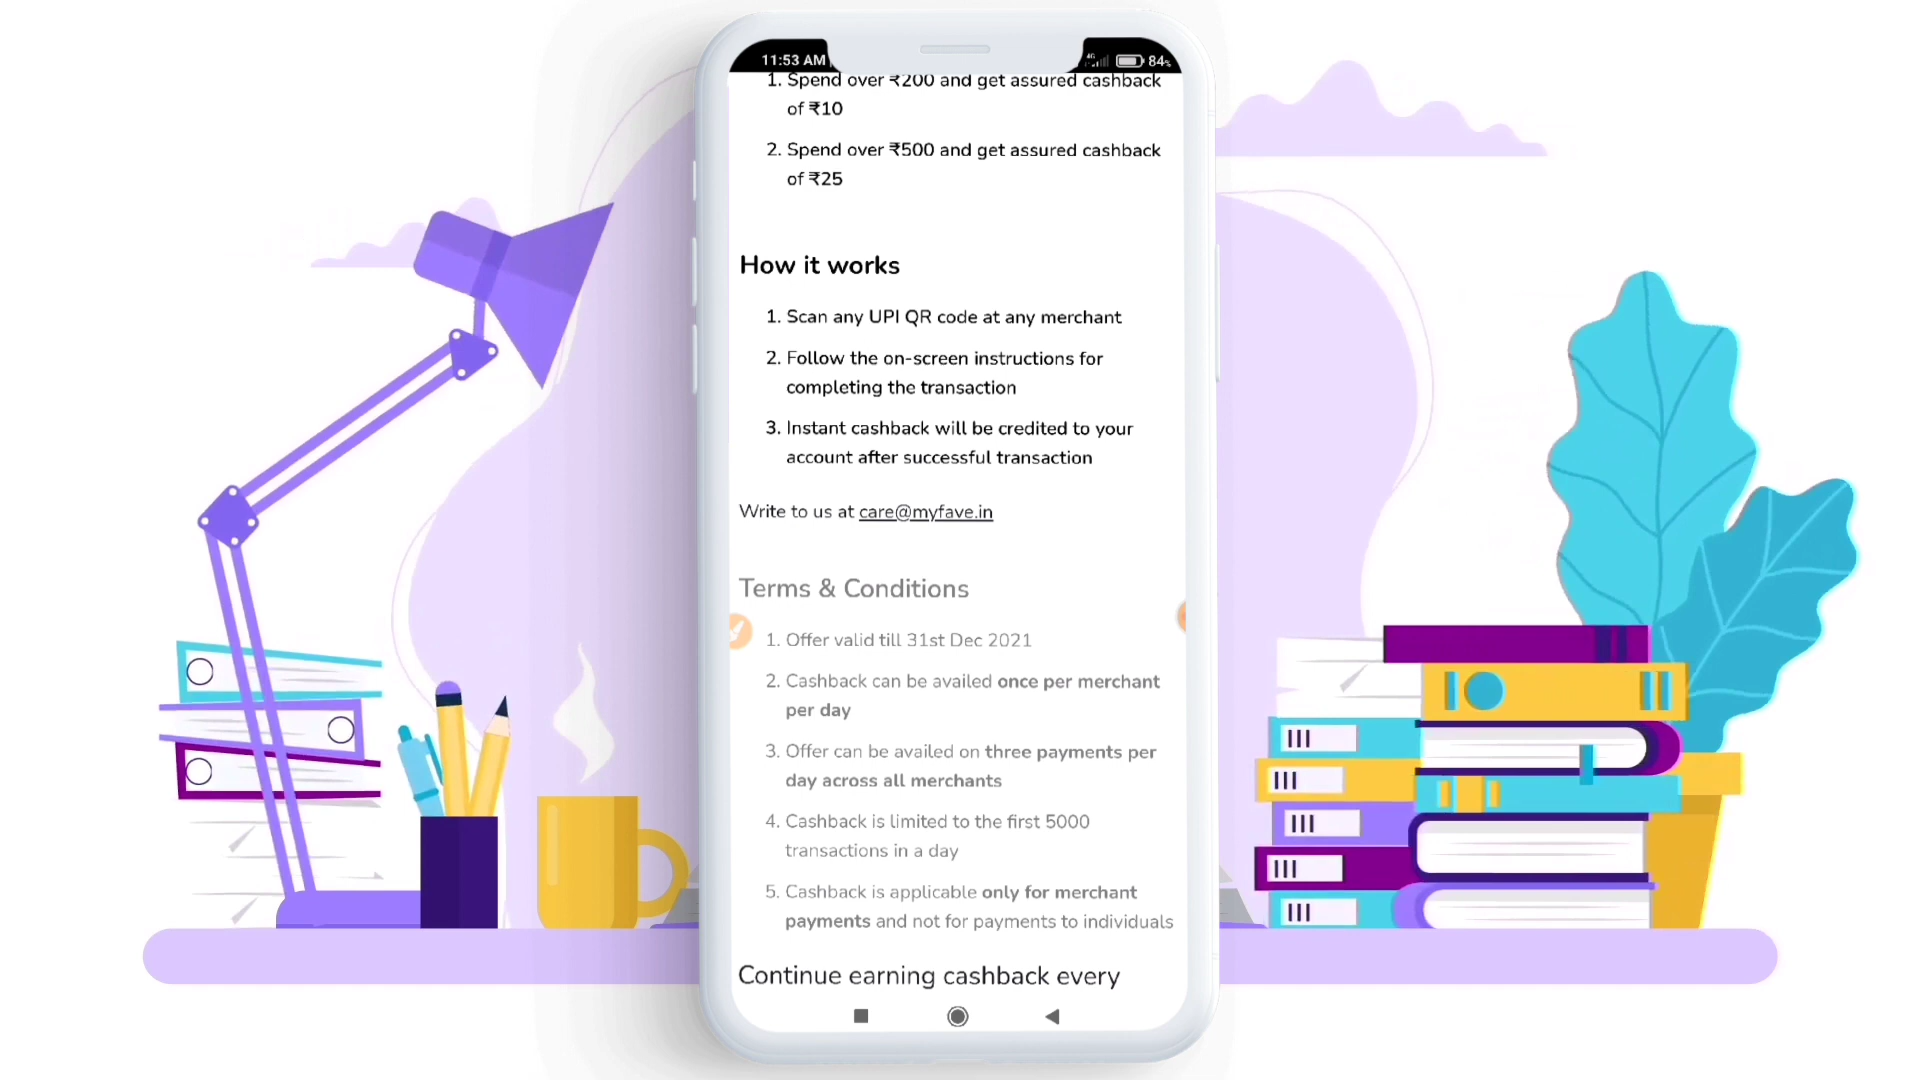 11:53 AM
4G
84%
1. Spend over ₹200 and get assured cashback
of ₹10
2. Spend over ₹500 and get assured cashback
of ₹25
How it works
1. Scan any UPI QR code at any merchant
2. Follow the on-screen instructions for
completing the transaction
3. Instant cashback will be credited to your
account after successful transaction
Write to us at care@myfave.in
Terms & Conditions
1. Offer valid till 31st Dec 2021
2. Cashback can be availed once per merchant
per day
3. Offer can be availed on three payments per
day across all merchants
4. Cashback is limited to the first 5000
transactions in a day
5. Cashback is applicable only for merchant
payments and not for payments to individuals
Continue earning cashback every